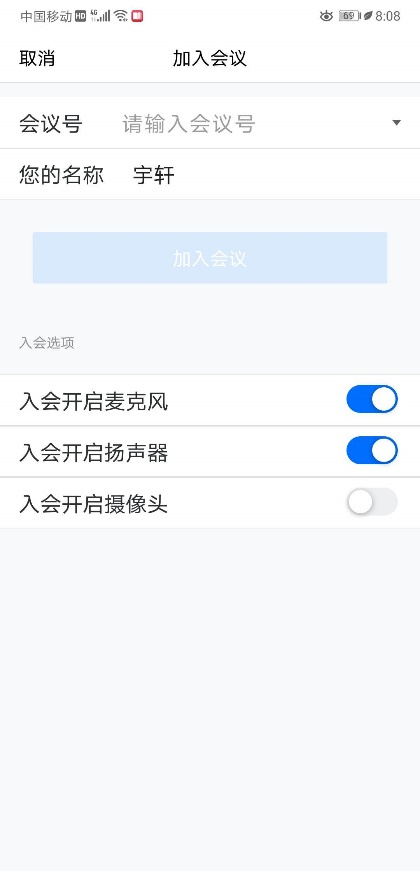 中国移动 HD 4G 69 8:08
取消 加入会议
会议号 请输入会议号
您的名称 宇轩
加入会议
入会选项
入会开启麦克风
入会开启扬声器
入会开启摄像头